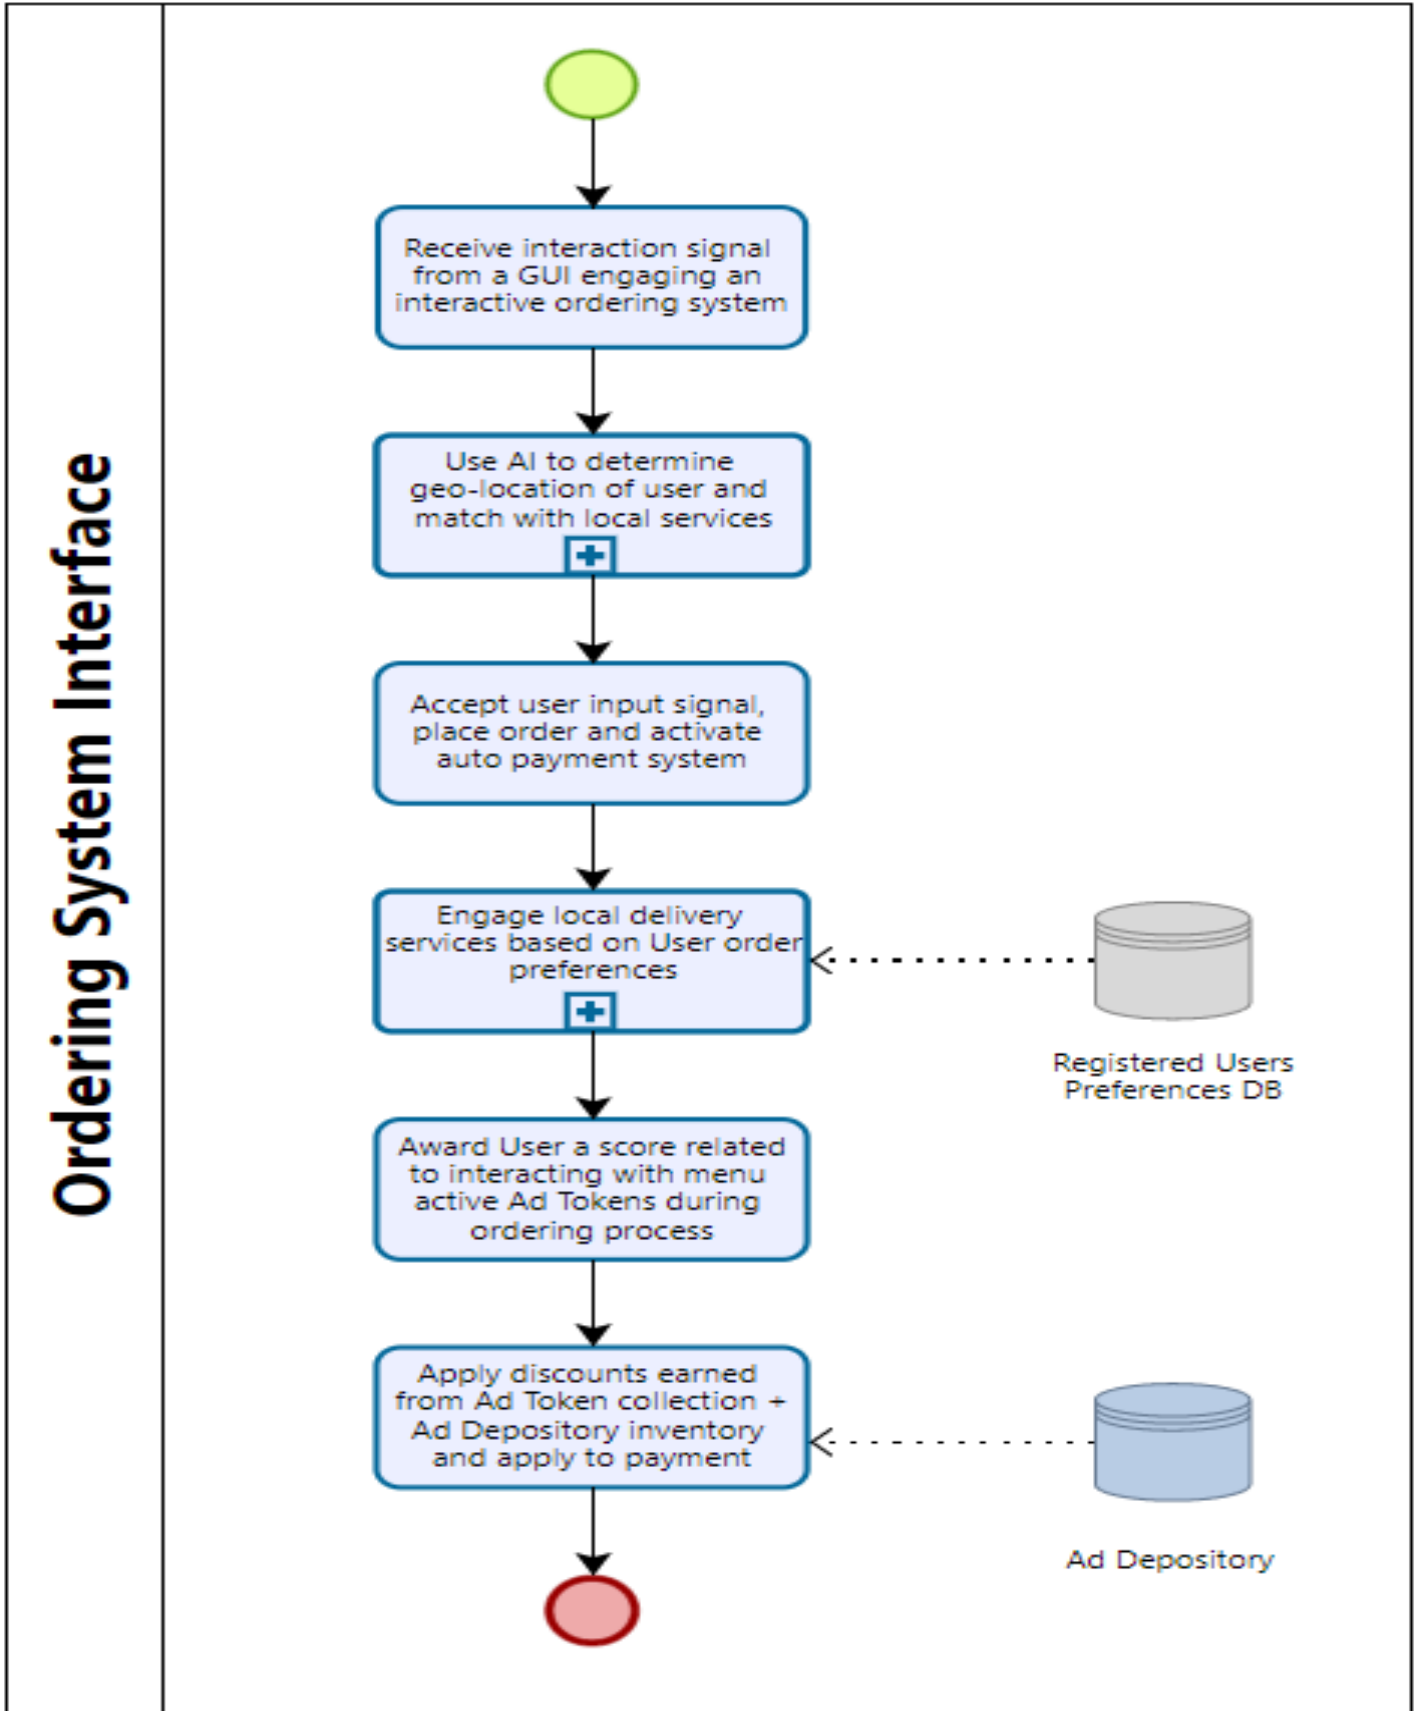 Ordering System Interface
Receive interaction signal
from a GUI engaging an
interactive ordering system
Use AI to determine
geo-location of user and
match with local services
Accept user input signal,
place order and activate
auto payment system
Engage local delivery
services based on User order
preferences
Registered Users
Preferences DB
Award User a score related
to interacting with menu
active Ad Tokens during
ordering process
Apply discounts earned
from Ad Token collection +
Ad Depository inventory
and apply to payment
Ad Depository